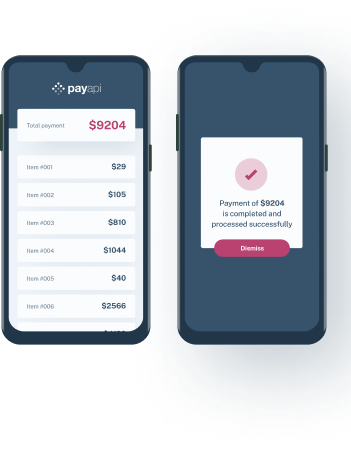 payapi
Total payment $9204
Item #001 $29
Item #002 $105
Item #003 $810
Item #004 $1044
Item #005 $40
Item #006 $2566
Payment of $9204
is completed and
processed successfully
Dismiss